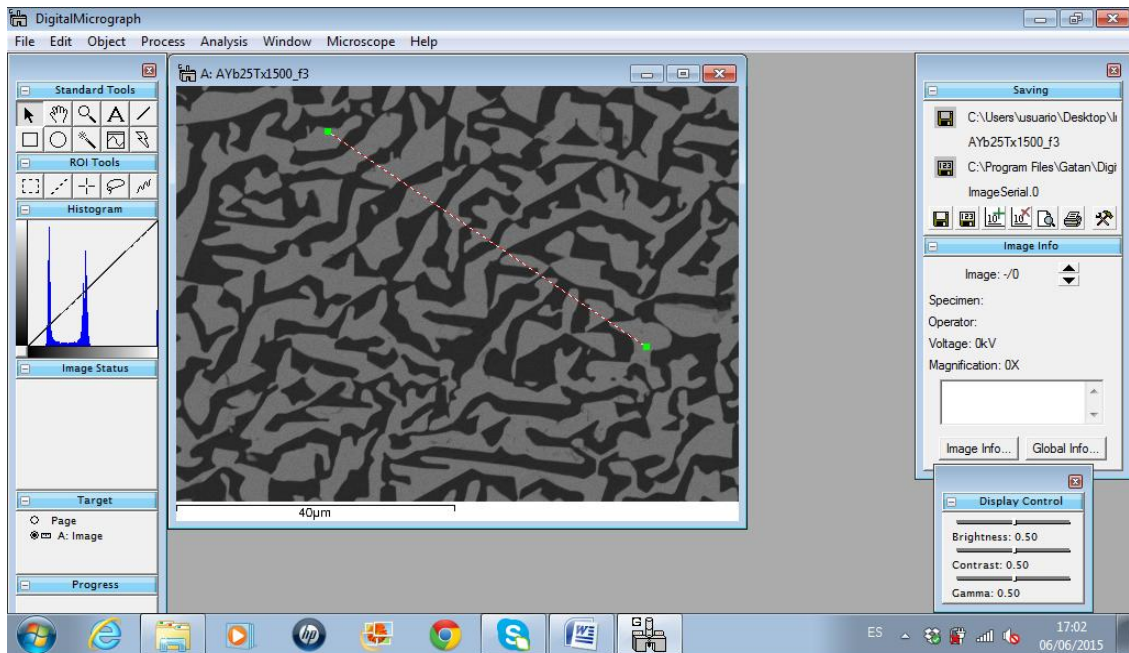 DigitalMicrograph
File Edit Object Process Analysis Window Microscope Help
Standard Tools
A
ROI Tools
Histogram
Image Status
Target
Page
A: Image
Progress
A: AYb25Tx1500_f3
40µm
Saving
C:\Users\usuario\Desktop\I
AYb25Tx1500_f3
C:\Program Files\Gatan\Digi
ImageSerial.0
Image Info
Image: -/0
Specimen:
Operator:
Voltage: 0kV
Magnification: 0X
Image Info... Global Info...
Display Control
Brightness: 0.50
Contrast: 0.50
Gamma: 0.50
hp
ES
17:02
06/06/2015